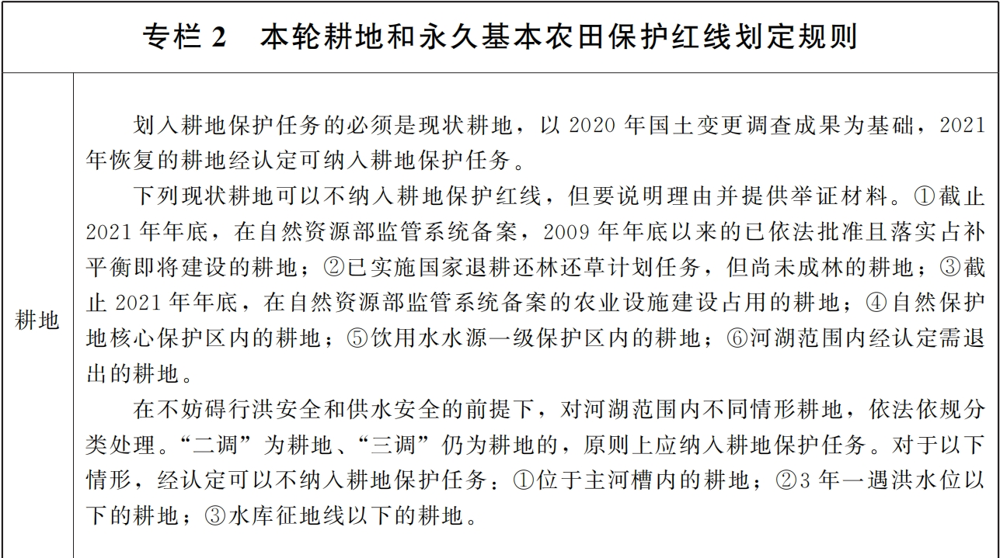 专栏 2　本轮耕地和永久基本农田保护红线划定规则
耕地
划入耕地保护任务的必须是现状耕地，以 2020 年国土变更调查成果为基础，2021
年恢复的耕地经认定可纳入耕地保护任务。
下列现状耕地可以不纳入耕地保护红线，但要说明理由并提供举证材料。①截止
2021 年年底，在自然资源部监管系统备案，2009 年年底以来的已依法批准且落实占补
平衡即将建设的耕地；②已实施国家退耕还林还草计划任务，但尚未成林的耕地；③截
止 2021 年年底，在自然资源部监管系统备案的农业设施建设占用的耕地；④自然保护
地核心保护区内的耕地；⑤饮用水水源一级保护区内的耕地；⑥河湖范围内经认定需退
出的耕地。
在不妨碍行洪安全和供水安全的前提下，对河湖范围内不同情形耕地，依法依规分
类处理。“二调”为耕地、“三调”仍为耕地的，原则上应纳入耕地保护任务。对于以下
情形，经认定可以不纳入耕地保护任务：①位于主河槽内的耕地；②3 年一遇洪水位以
下的耕地；③水库征地线以下的耕地。